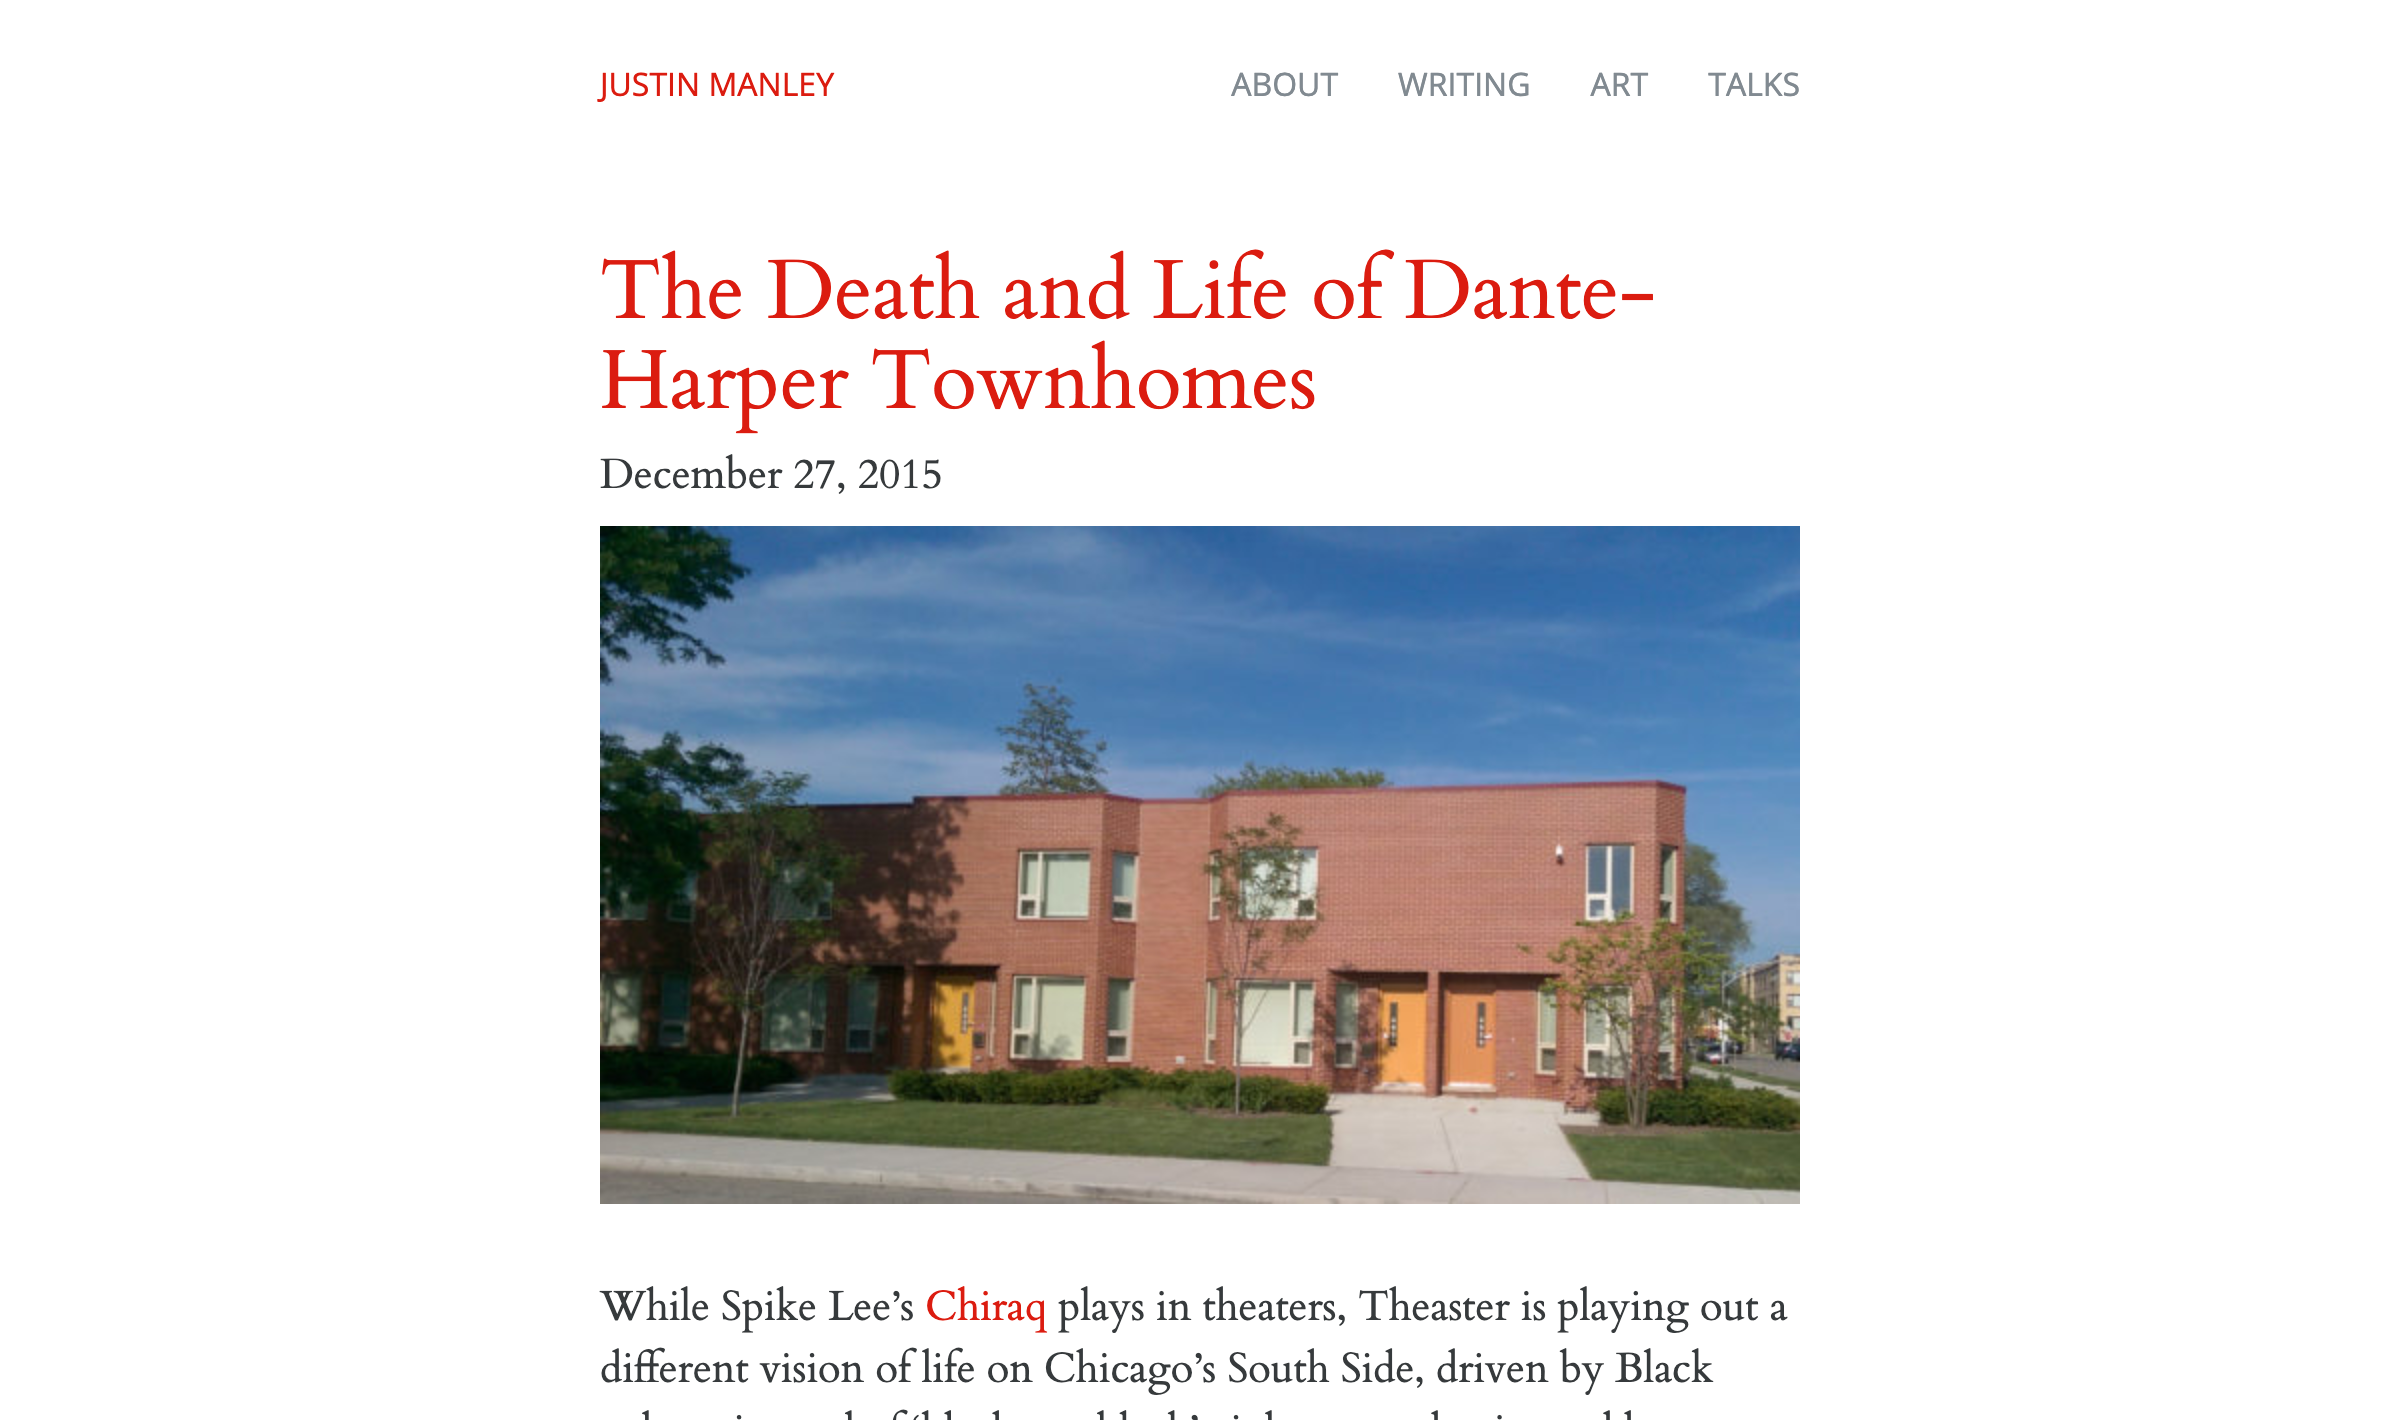 JUSTIN MANLEY
ABOUT WRITING ART TALKS
The Death and Life of Dante-
Harper Townhomes
December 27, 2015
While Spike Lee’s Chiraq plays in theaters, Theaster is playing out a
different vision of life on Chicago’s South Side, driven by Black